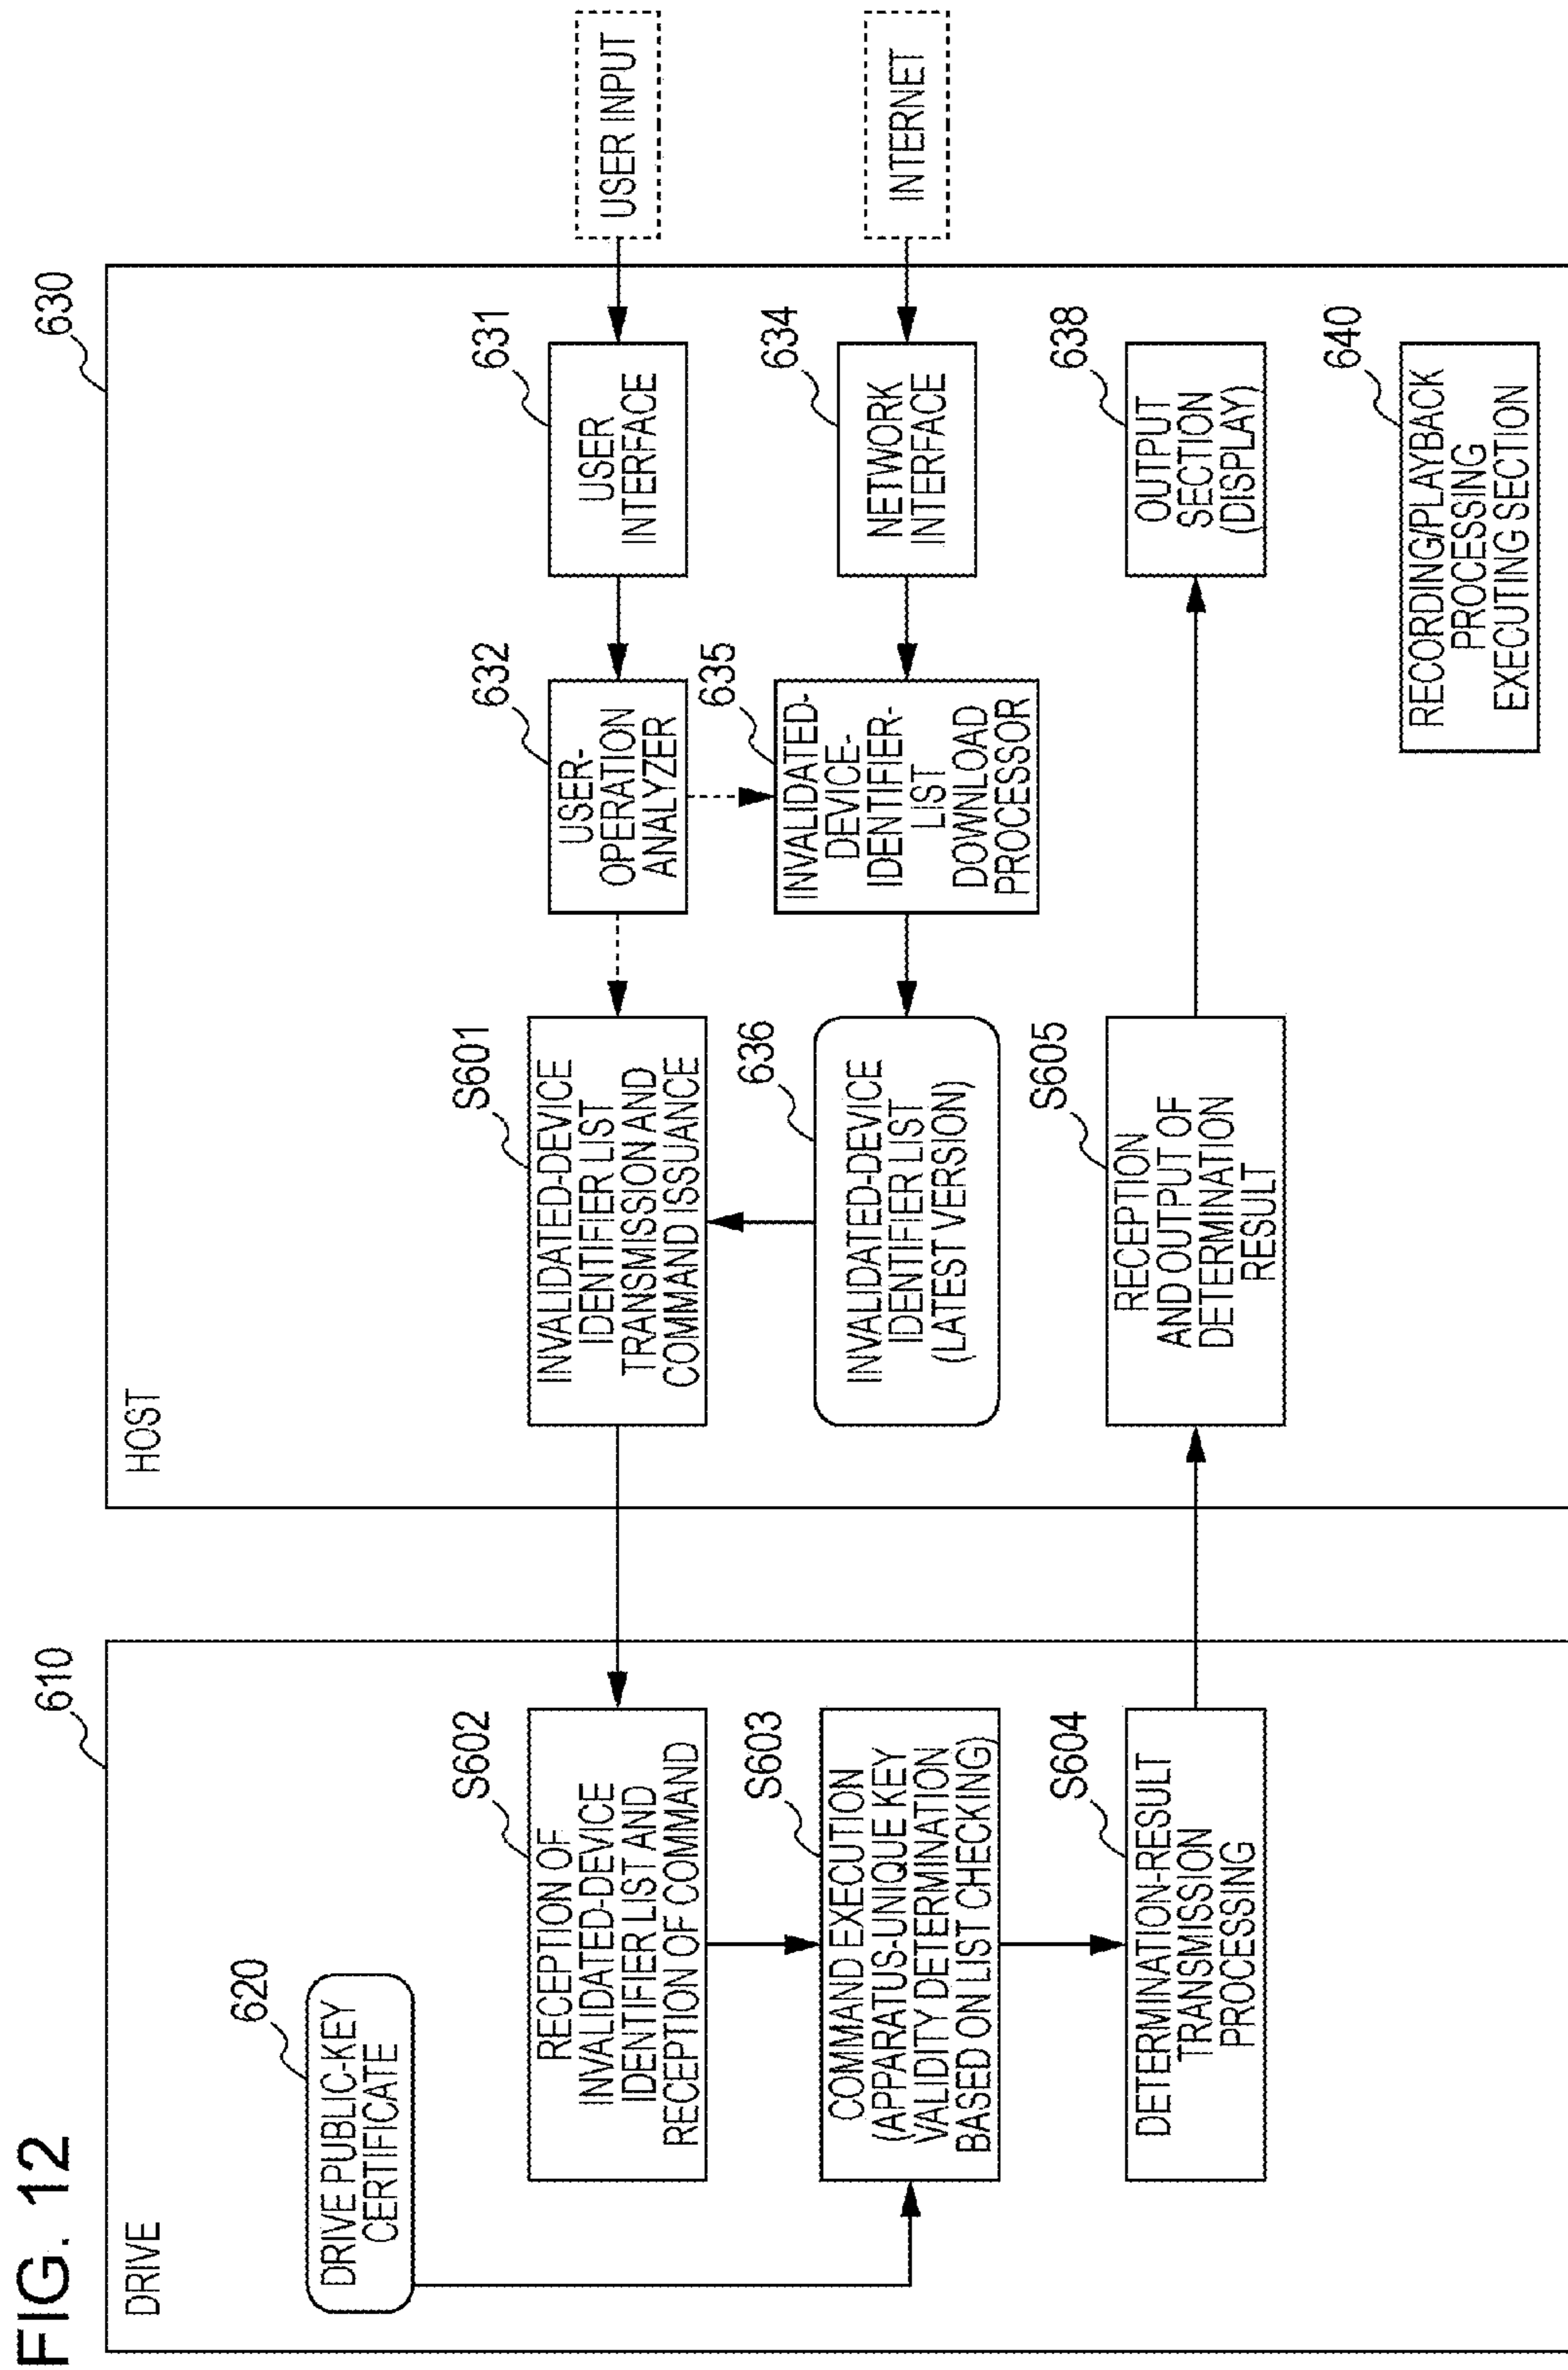 FIG. 12
DRIVE
610
DRIVE PUBLIC-KEY
CERTIFICATE
620
RECEPTION OF
INVALIDATED-DEVICE
IDENTIFIER LIST AND
RECEPTION OF COMMAND
S602
COMMAND EXECUTION
(APPARATUS-UNIQUE KEY
VALIDITY DETERMINATION
BASED ON LIST CHECKING)
S603
DETERMINATION-RESULT
TRANSMISSION
PROCESSING
S604
HOST
630
INVALIDATED-DEVICE
IDENTIFIER LIST
TRANSMISSION AND
COMMAND ISSUANCE
S601
INVALIDATED-DEVICE
IDENTIFIER LIST
(LATEST VERSION)
636
RECEPTION
AND OUTPUT OF
DETERMINATION
RESULT
S605
USER-
OPERATION
ANALYZER
632
INVALIDATED-
DEVICE-
IDENTIFIER-
LIST
DOWNLOAD
PROCESSOR
635
USER
INTERFACE
631
NETWORK
INTERFACE
634
OUTPUT
SECTION
(DISPLAY)
638
RECORDING/PLAYBACK
PROCESSING
EXECUTING SECTION
640
USER INPUT
INTERNET